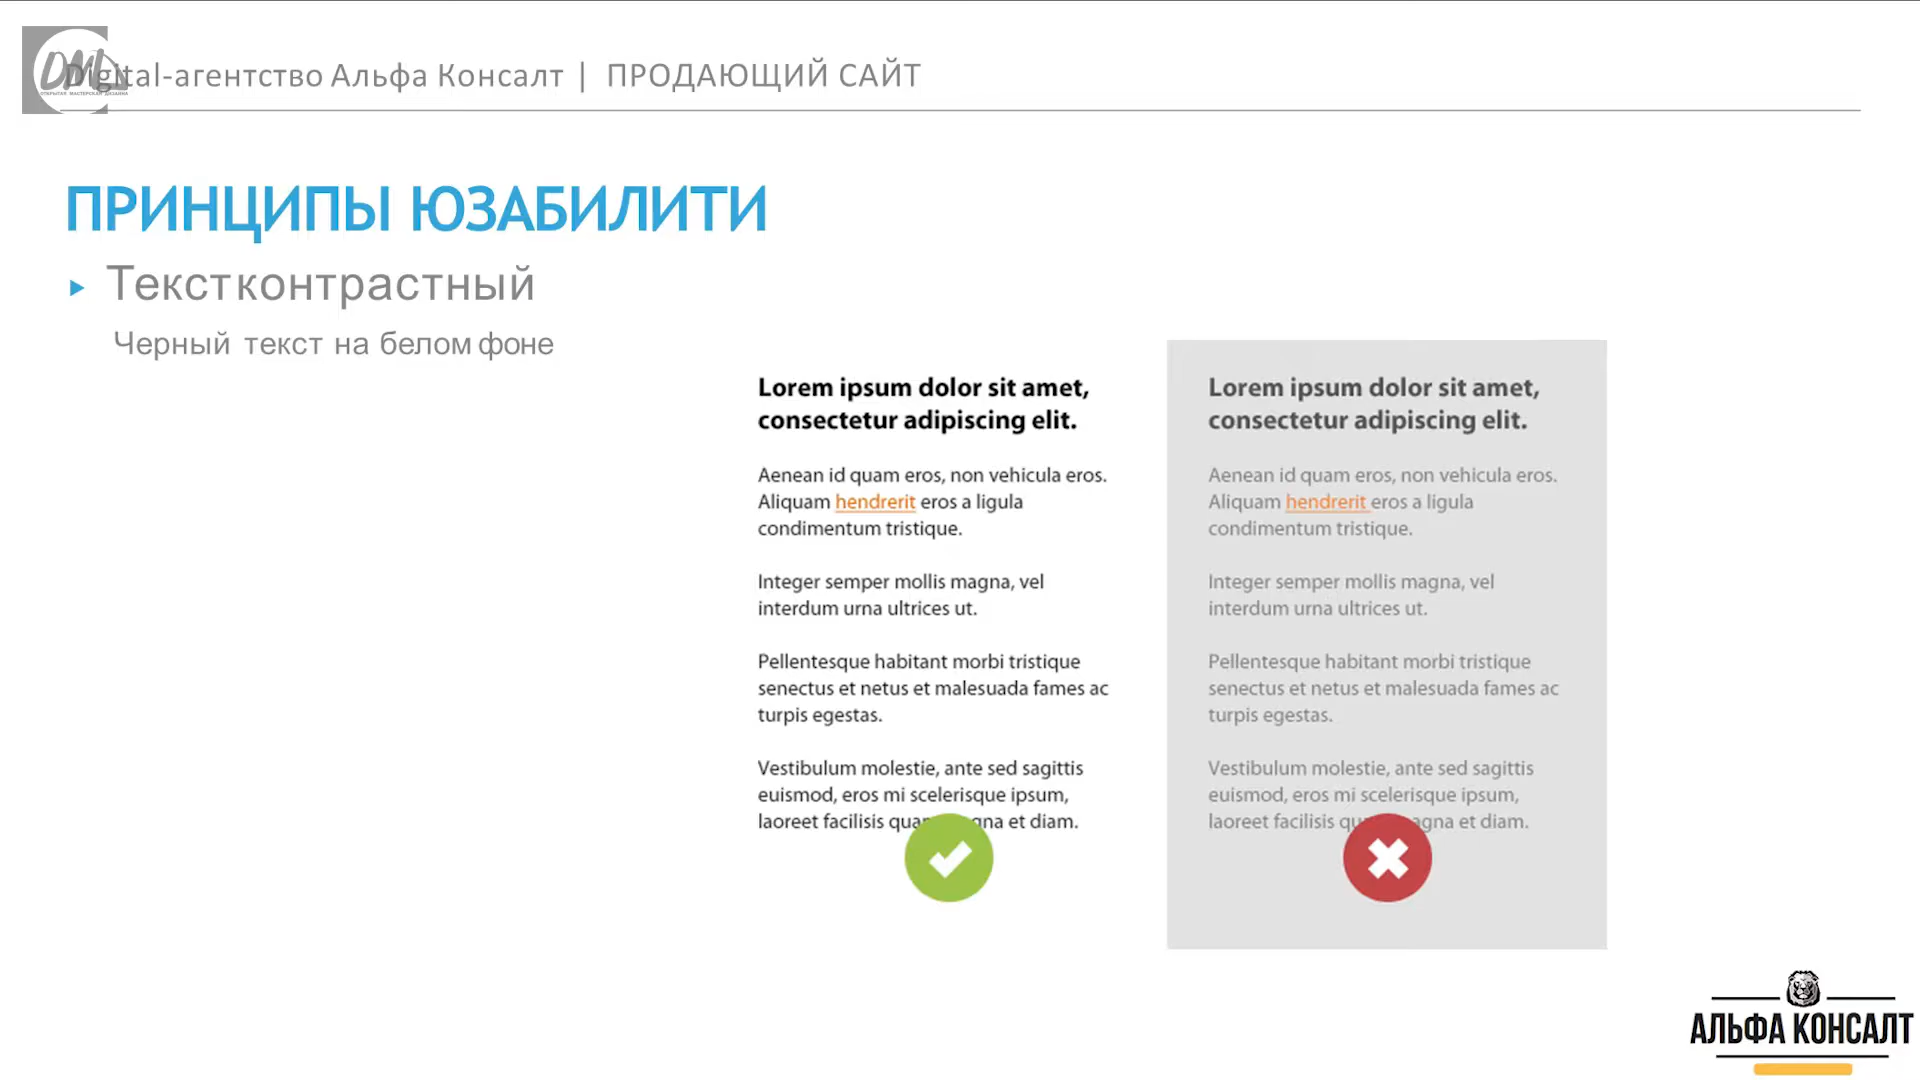 DML
ОТКРЫТАЯ МАСТЕРСКАЯ ДИЗАЙНА
Digital-агентство Альфа Консалт | ПРОДАЮЩИЙ САЙТ
ПРИНЦИПЫ ЮЗАБИЛИТИ
Текст контрастный
Черный текст на белом фоне
Lorem ipsum dolor sit amet,
consectetur adipiscing elit.
Aenean id quam eros, non vehicula eros.
Aliquam hendrerit eros a ligula
condimentum tristique.
Integer semper mollis magna, vel
interdum urna ultrices ut.
Pellentesque habitant morbi tristique
senectus et netus et malesuada fames ac
turpis egestas.
Vestibulum molestie, ante sed sagittis
euismod, eros mi scelerisque ipsum,
laoreet facilisis et diam.
Lorem ipsum dolor sit amet,
consectetur adipiscing elit.
Aenean id quam eros, non vehicula eros.
Aliquam hendrerit eros a ligula
condimentum tristique.
Integer semper mollis magna, vel
interdum urna ultrices ut.
Pellentesque habitant morbi tristique
senectus et netus et malesuada fames ac
turpis egestas.
Vestibulum molestie, ante sed sagittis
euismod, eros mi scelerisque ipsum,
laoreet facilisis et diam.
АЛЬФА КОНСАЛТ